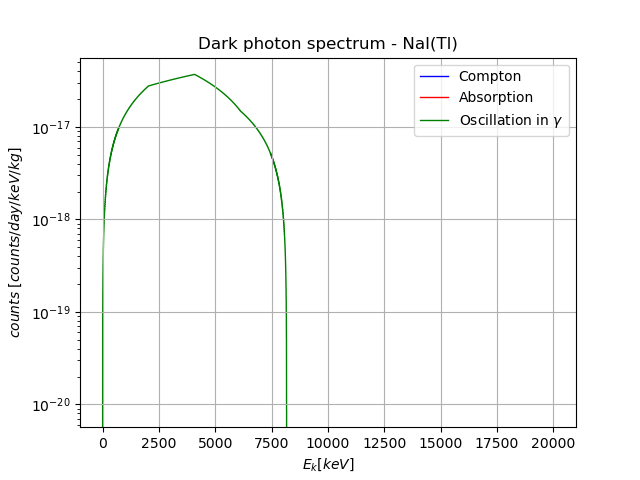 Dark photon spectrum - NaI(Tl)
Compton
Absorption
Oscillation in γ
counts [counts/day/keV/kg]
10⁻¹⁷
10⁻¹⁸
10⁻¹⁹
10⁻²⁰
0 2500 5000 7500 10000 12500 15000 17500 20000
E_k[keV]